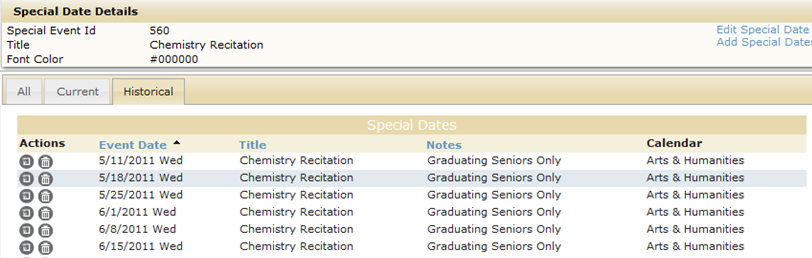 Special Date Details
Special Event Id 560 Edit Special Date
Title Chemistry Recitation Add Special Dates
Font Color #000000
All Current Historical
Special Dates
Actions Event Date Title Notes Calendar
5/11/2011 Wed Chemistry Recitation Graduating Seniors Only Arts & Humanities
5/18/2011 Wed Chemistry Recitation Graduating Seniors Only Arts & Humanities
5/25/2011 Wed Chemistry Recitation Graduating Seniors Only Arts & Humanities
6/1/2011 Wed Chemistry Recitation Graduating Seniors Only Arts & Humanities
6/8/2011 Wed Chemistry Recitation Graduating Seniors Only Arts & Humanities
6/15/2011 Wed Chemistry Recitation Graduating Seniors Only Arts & Humanities